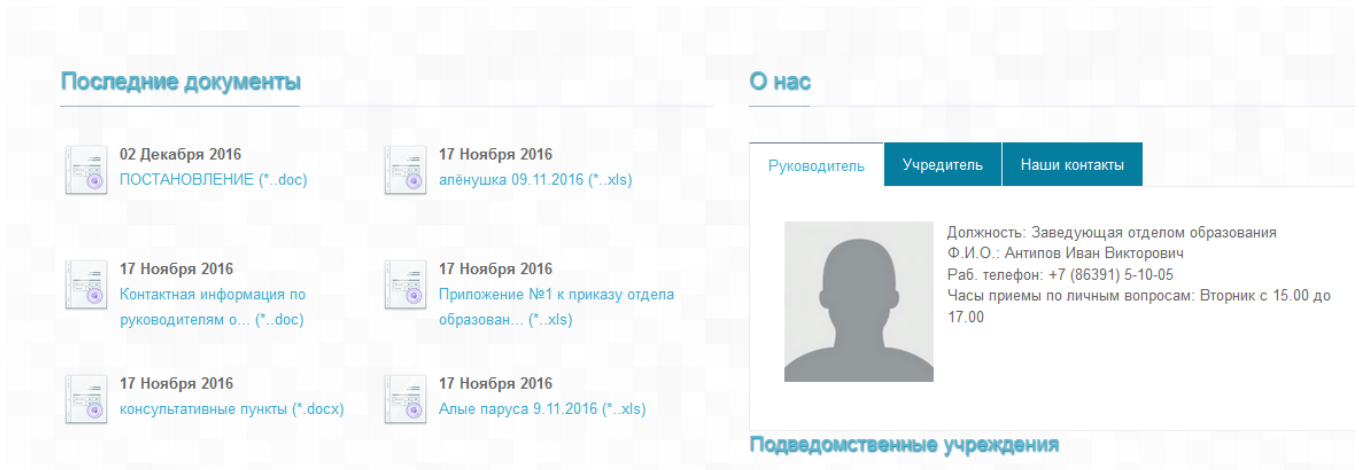 Последние документы
02 Декабря 2016
ПОСТАНОВЛЕНИЕ (*..doc)
17 Ноября 2016
алёнушка 09.11.2016 (*..xls)
17 Ноября 2016
Контактная информация по
руководителям о... (*..doc)
17 Ноября 2016
Приложение №1 к приказу отдела
образован... (*..xls)
17 Ноября 2016
консультативные пункты (*.docx)
17 Ноября 2016
Алые паруса 9.11.2016 (*..xls)
О нас
Руководитель
Учредитель
Наши контакты
Должность: Заведующая отделом образования
Ф.И.О.: Антипов Иван Викторович
Раб. телефон: +7 (86391) 5-10-05
Часы приемы по личным вопросам: Вторник с 15.00 до
17.00
Подведомственные учреждения